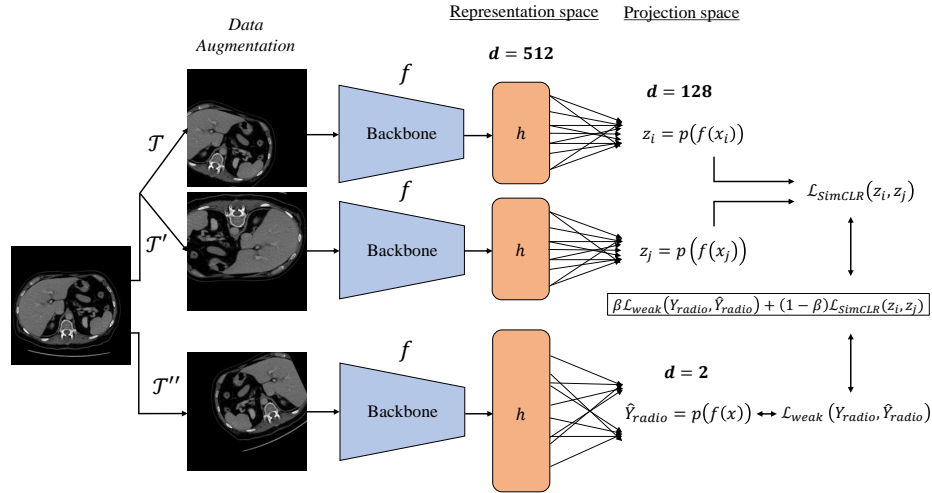 Representation space
Projection space
Data
Augmentation
d = 512
f
d = 128
𝒯
Backbone
h
z_i = p(f(x_i))
ℒ_SimCLR(z_i, z_j)
𝒯′
f
Backbone
h
z_j = p(f(x_j))
βℒ_weak(Y_radio, Ŷ_radio) + (1 − β)ℒ_SimCLR(z_i, z_j)
f
d = 2
𝒯′′
Backbone
h
Ŷ_radio = p(f(x))
ℒ_weak (Y_radio, Ŷ_radio)